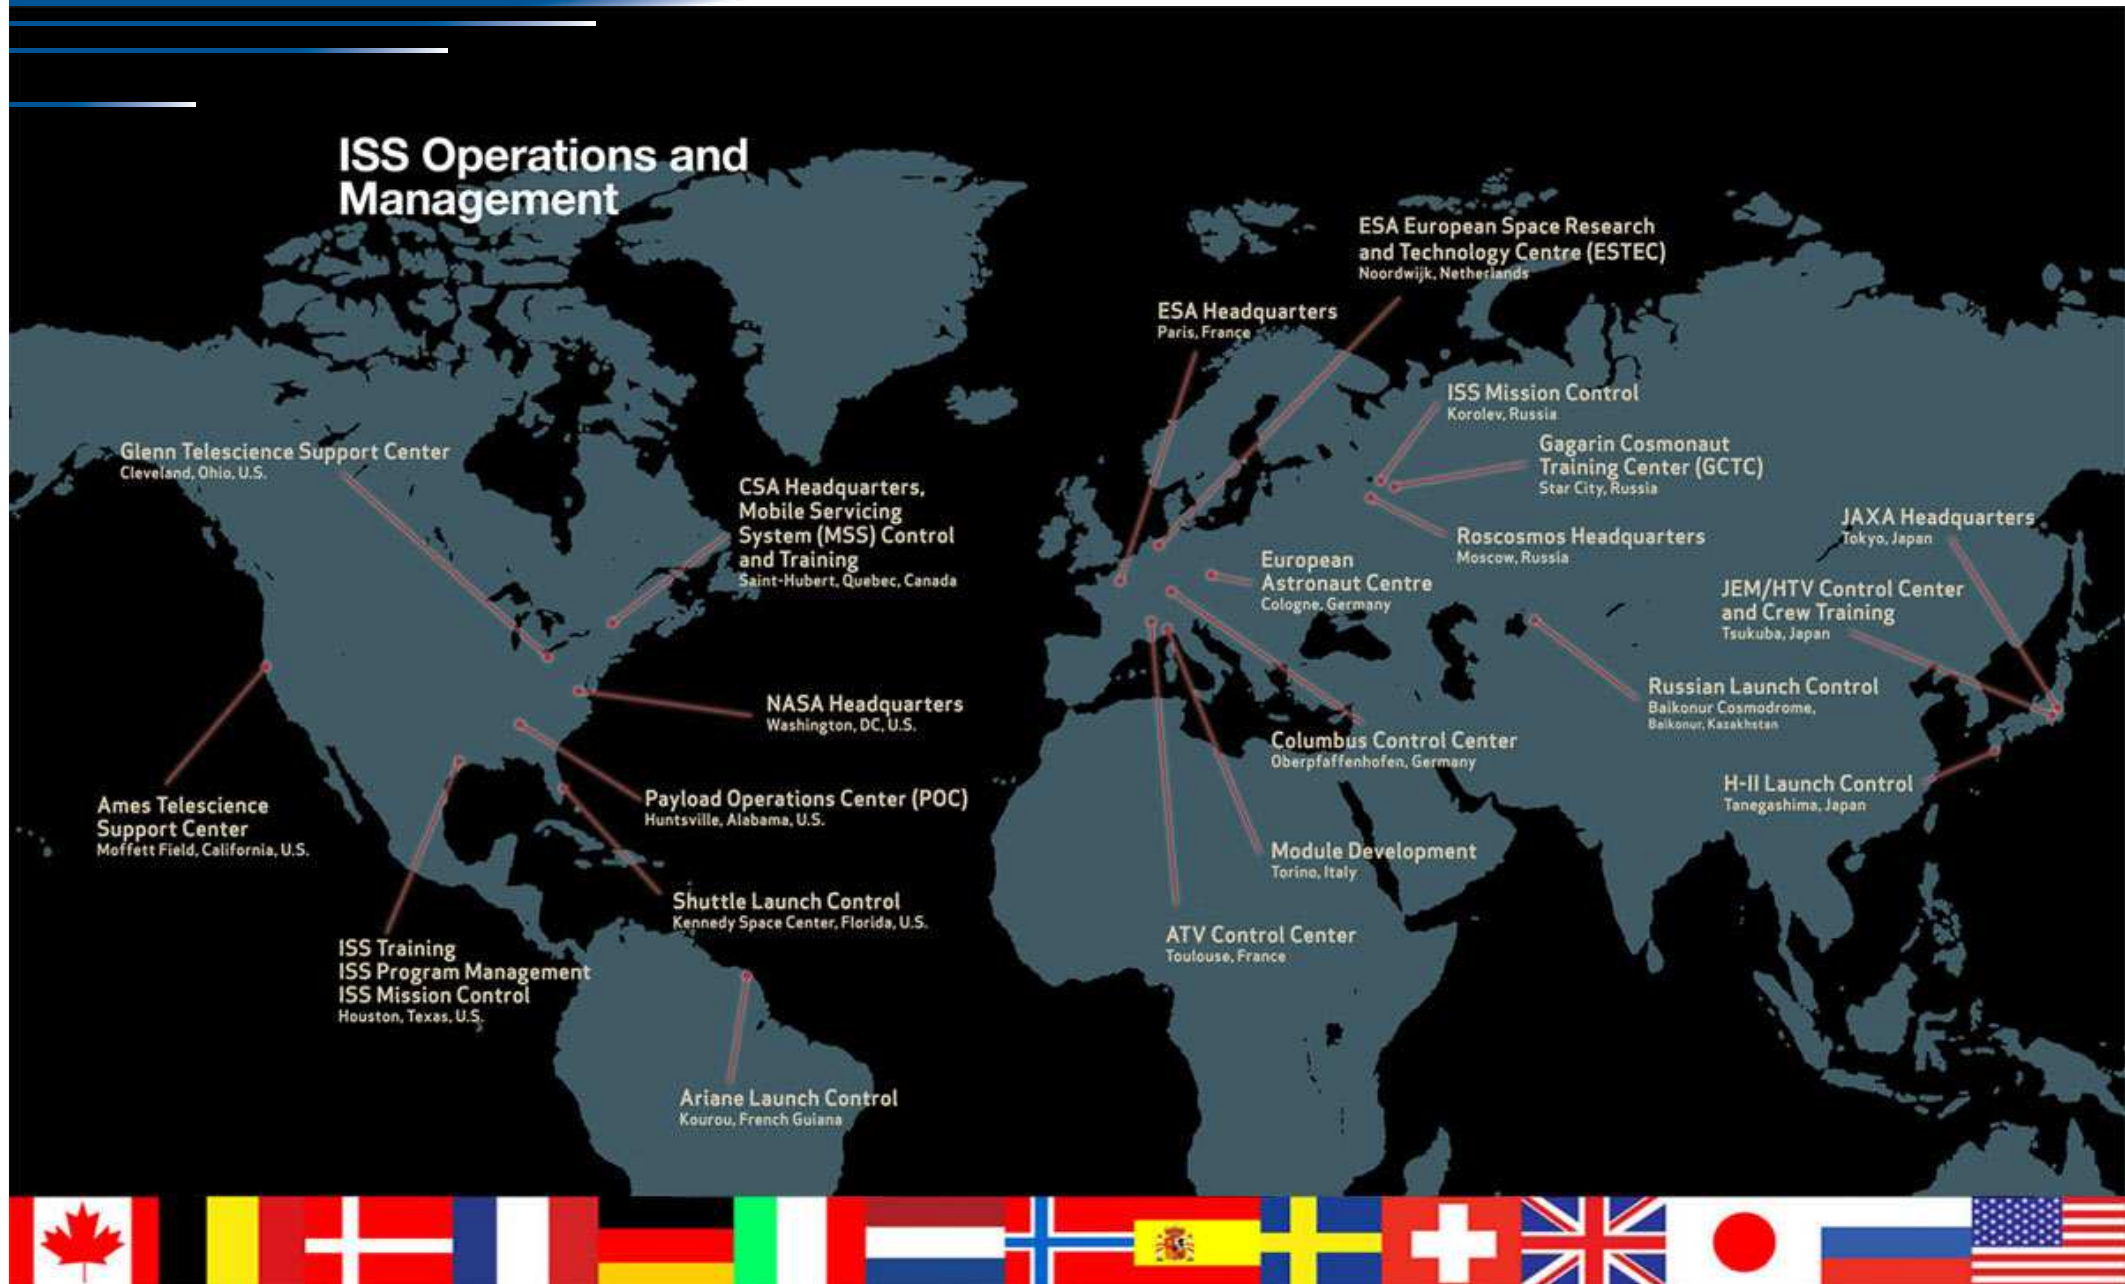 ISS Operations and
Management
ESA European Space Research
and Technology Centre (ESTEC)
Noordwijk, Netherlands
ESA Headquarters
Paris, France
ISS Mission Control
Korolev, Russia
Gagarin Cosmonaut
Training Center (GCTC)
Star City, Russia
Glenn Telescience Support Center
Cleveland, Ohio, U.S.
CSA Headquarters,
Mobile Servicing
System (MSS) Control
and Training
Saint-Hubert, Quebec, Canada
Roscosmos Headquarters
Moscow, Russia
JAXA Headquarters
Tokyo, Japan
European
Astronaut Centre
Cologne, Germany
JEM/HTV Control Center
and Crew Training
Tsukuba, Japan
NASA Headquarters
Washington, DC, U.S.
Russian Launch Control
Baikonur Cosmodrome,
Baikonur, Kazakhstan
Columbus Control Center
Oberpfaffenhofen, Germany
H-II Launch Control
Tanegashima, Japan
Ames Telescience
Support Center
Moffett Field, California, U.S.
Payload Operations Center (POC)
Huntsville, Alabama, U.S.
Module Development
Torino, Italy
Shuttle Launch Control
Kennedy Space Center, Florida, U.S.
ATV Control Center
Toulouse, France
ISS Training
ISS Program Management
ISS Mission Control
Houston, Texas, U.S.
Ariane Launch Control
Kourou, French Guiana